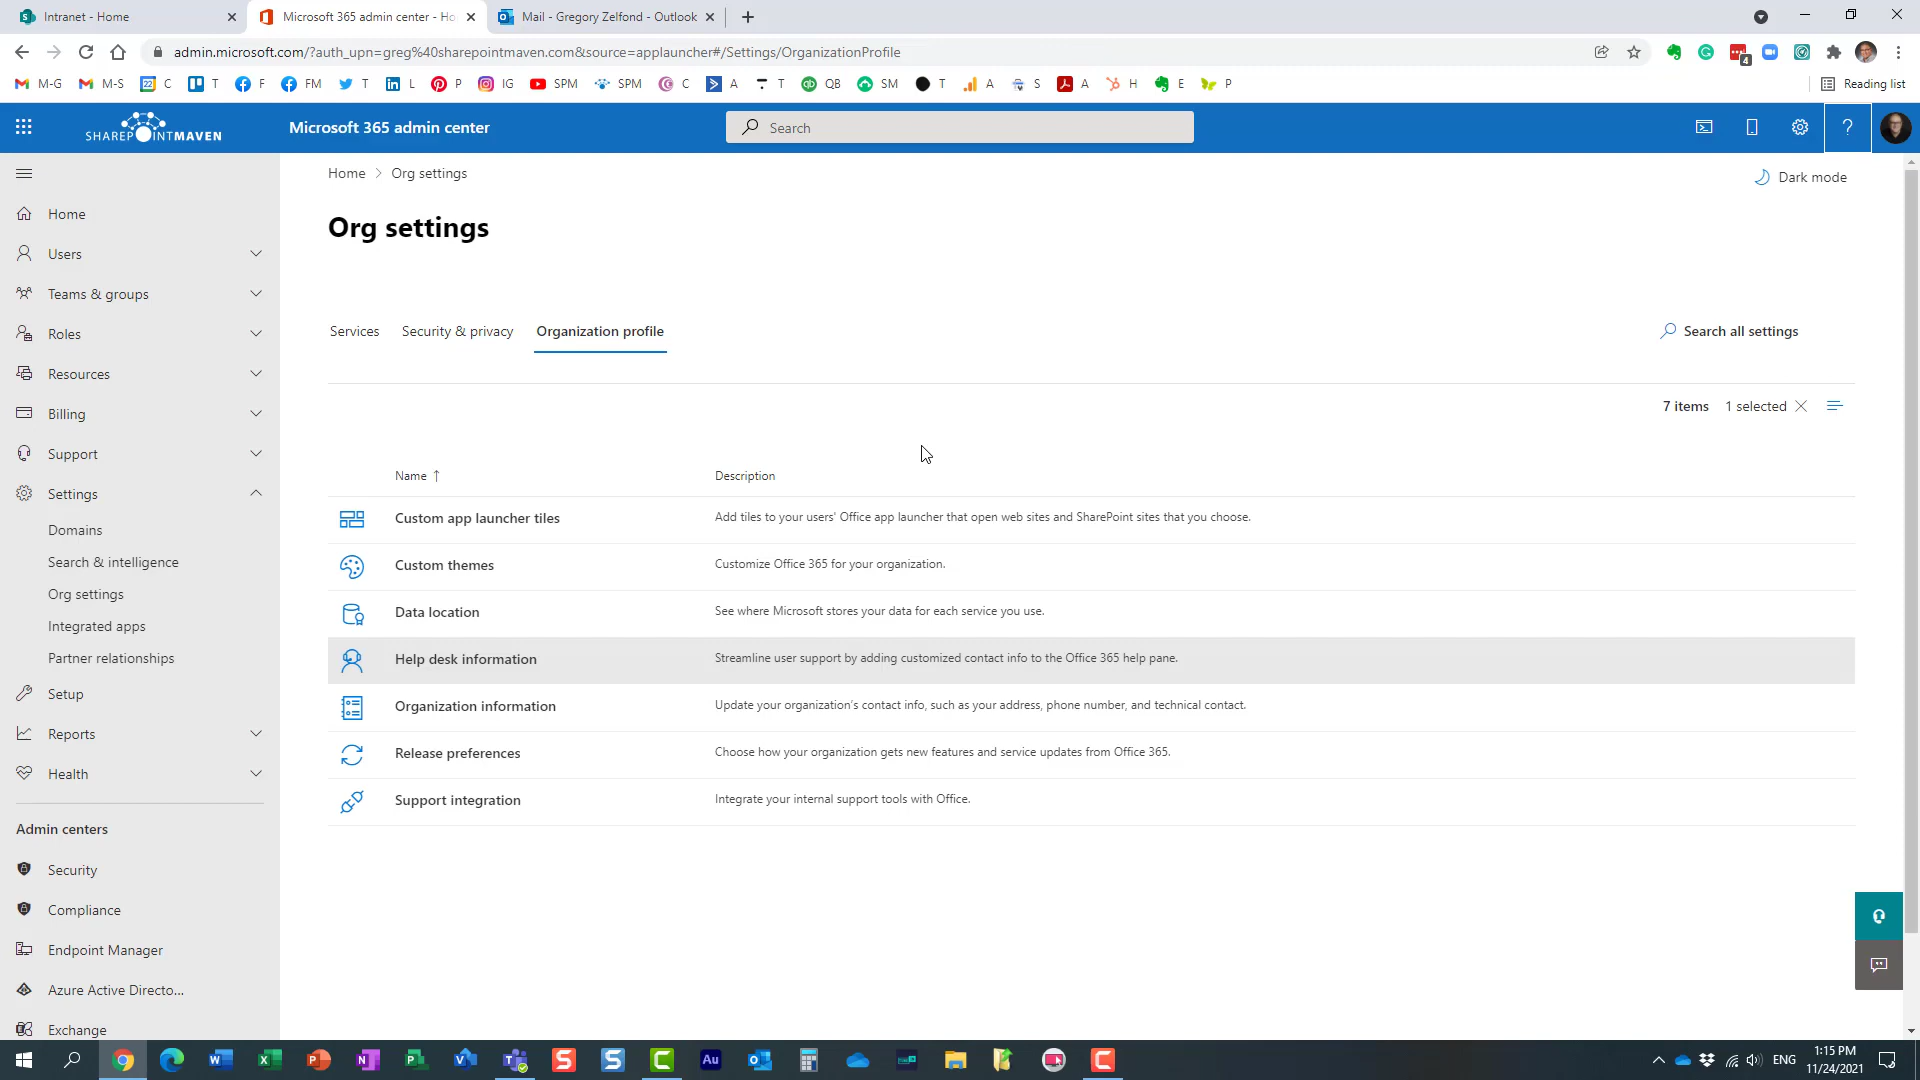 Intranet - Home
Microsoft 365 admin center - Ho
Mail - Gregory Zelfond - Outlook
admin.microsoft.com/?auth_upn=greg%40sharepointmaven.com&source=applauncher#/Settings/OrganizationProfile
4
M-G M-S 22 C T F FM T L P IG SPM SPM C A T QB SM T A S A H E P
Reading list
SHAREPOINTMAVEN
Microsoft 365 admin center
Search
Home > Org settings
Dark mode
Org settings
Services Security & privacy Organization profile
Search all settings
7 items 1 selected
Name ↑ Description
Custom app launcher tiles
Add tiles to your users' Office app launcher that open web sites and SharePoint sites that you choose.
Custom themes
Customize Office 365 for your organization.
Data location
See where Microsoft stores your data for each service you use.
Help desk information
Streamline user support by adding customized contact info to the Office 365 help pane.
Organization information
Update your organization's contact info, such as your address, phone number, and technical contact.
Release preferences
Choose how your organization gets new features and service updates from Office 365.
Support integration
Integrate your internal support tools with Office.
Home
Users
Teams & groups
Roles
Resources
Billing
Support
Settings
Domains
Search & intelligence
Org settings
Integrated apps
Partner relationships
Setup
Reports
Health
Admin centers
Security
Compliance
Endpoint Manager
Azure Active Directo...
Exchange
ENG
1:15 PM
11/24/2021